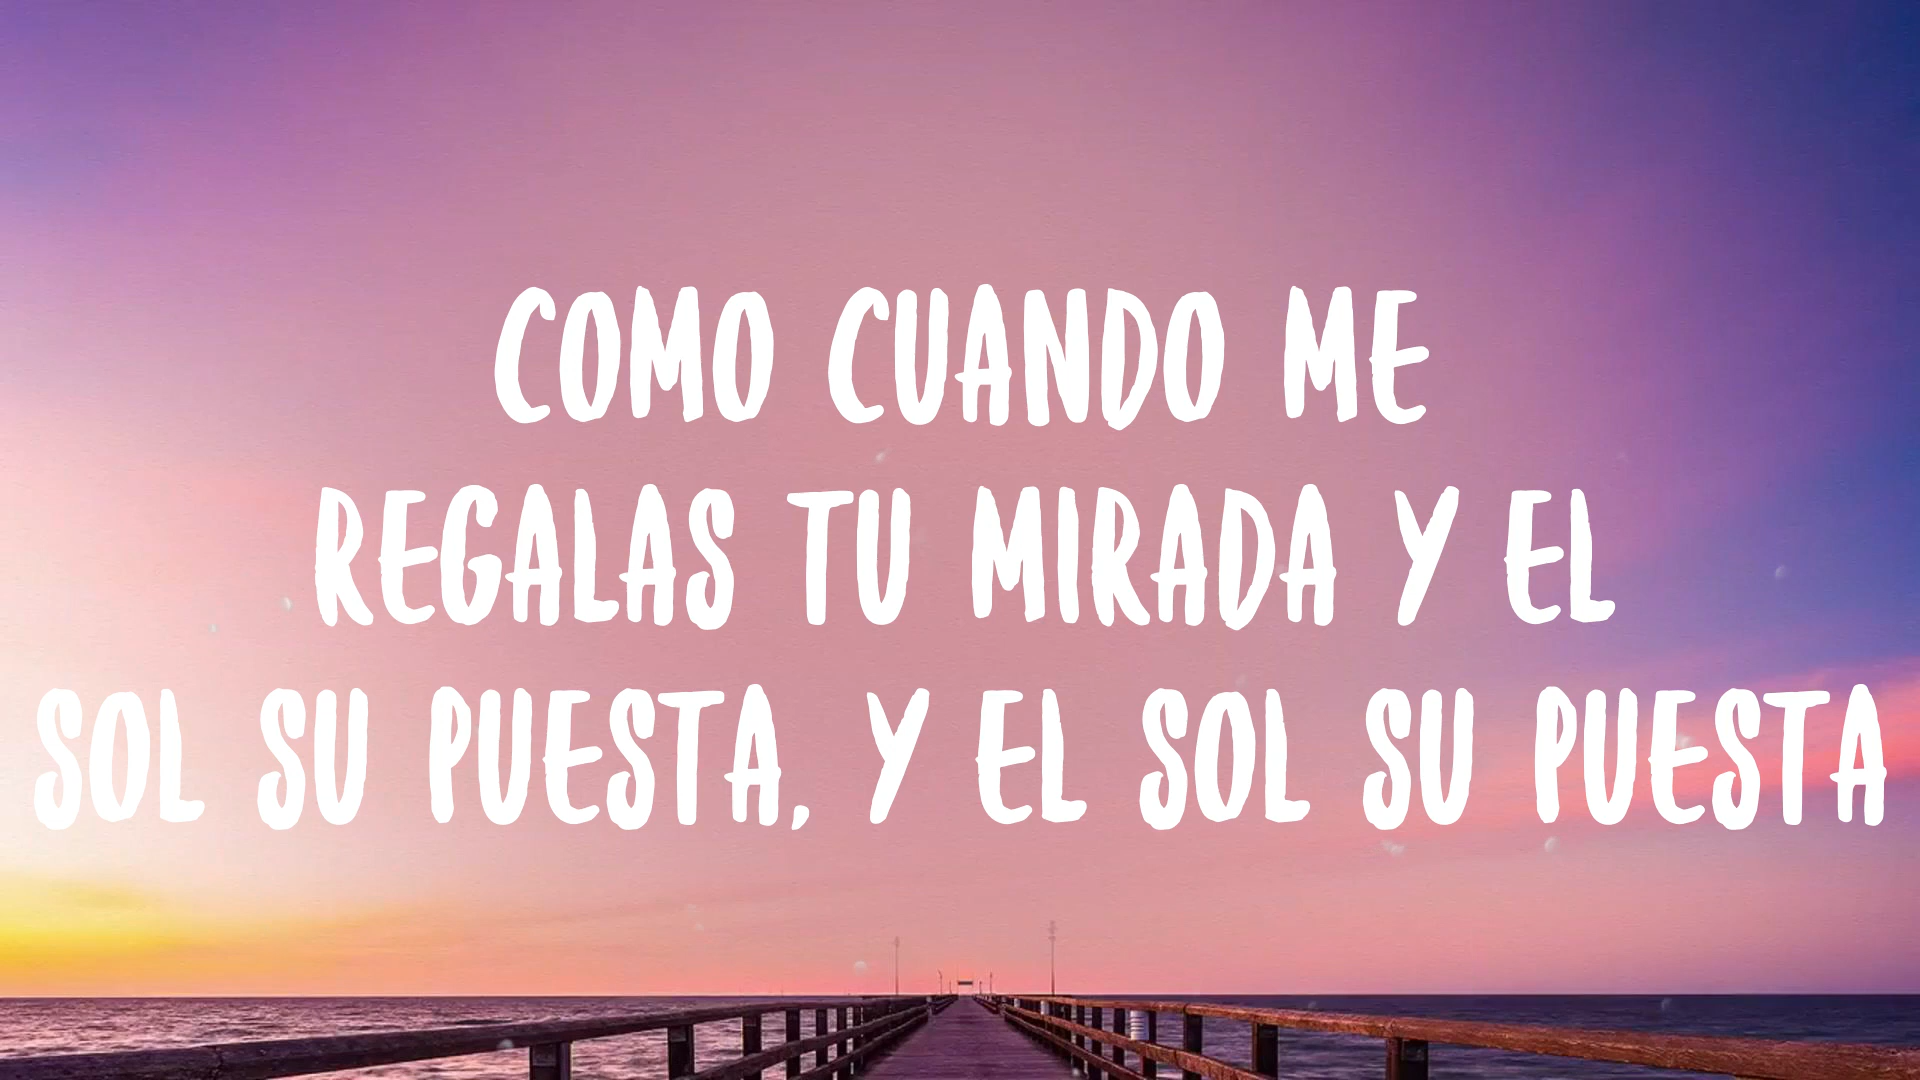 COMO CUANDO ME
REGALAS TU MIRADA Y EL
SOL SU PUESTA, Y EL SOL SU PUESTA